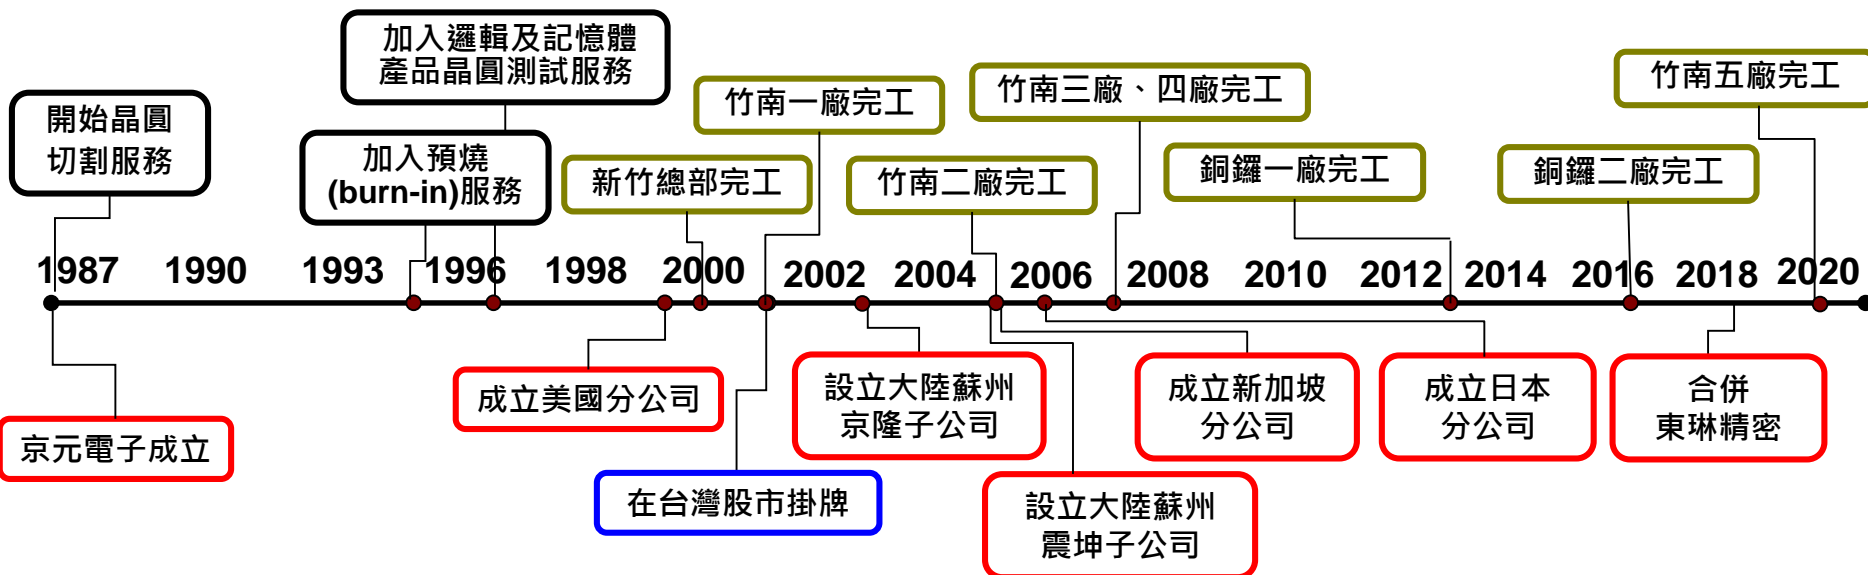 加入邏輯及記憶體
產品晶圓測試服務
開始晶圓
切割服務
加入預燒
(burn-in)服務
新竹總部完工
竹南一廠完工
竹南二廠完工
竹南三廠、四廠完工
銅鑼一廠完工
銅鑼二廠完工
竹南五廠完工
1987 1990 1993 1996 1998 2000 2002 2004 2006 2008 2010 2012 2014 2016 2018 2020
京元電子成立
成立美國分公司
在台灣股市掛牌
設立大陸蘇州
京隆子公司
設立大陸蘇州
震坤子公司
成立新加坡
分公司
成立日本
分公司
合併
東琳精密